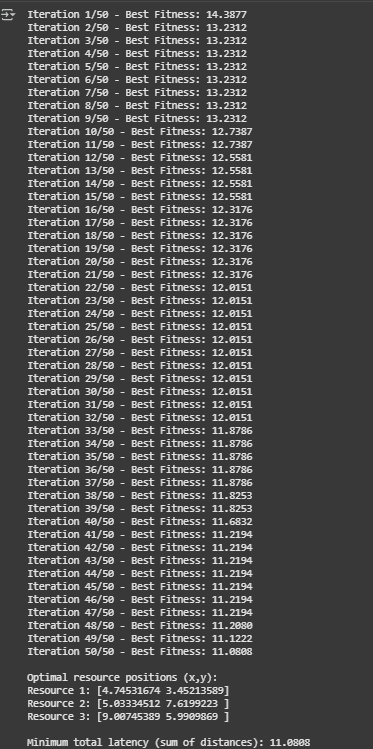 Iteration 1/50 - Best Fitness: 14.3877
Iteration 2/50 - Best Fitness: 13.2312
Iteration 3/50 - Best Fitness: 13.2312
Iteration 4/50 - Best Fitness: 13.2312
Iteration 5/50 - Best Fitness: 13.2312
Iteration 6/50 - Best Fitness: 13.2312
Iteration 7/50 - Best Fitness: 13.2312
Iteration 8/50 - Best Fitness: 13.2312
Iteration 9/50 - Best Fitness: 13.2312
Iteration 10/50 - Best Fitness: 12.7387
Iteration 11/50 - Best Fitness: 12.7387
Iteration 12/50 - Best Fitness: 12.5581
Iteration 13/50 - Best Fitness: 12.5581
Iteration 14/50 - Best Fitness: 12.5581
Iteration 15/50 - Best Fitness: 12.5581
Iteration 16/50 - Best Fitness: 12.3176
Iteration 17/50 - Best Fitness: 12.3176
Iteration 18/50 - Best Fitness: 12.3176
Iteration 19/50 - Best Fitness: 12.3176
Iteration 20/50 - Best Fitness: 12.3176
Iteration 21/50 - Best Fitness: 12.3176
Iteration 22/50 - Best Fitness: 12.0151
Iteration 23/50 - Best Fitness: 12.0151
Iteration 24/50 - Best Fitness: 12.0151
Iteration 25/50 - Best Fitness: 12.0151
Iteration 26/50 - Best Fitness: 12.0151
Iteration 27/50 - Best Fitness: 12.0151
Iteration 28/50 - Best Fitness: 12.0151
Iteration 29/50 - Best Fitness: 12.0151
Iteration 30/50 - Best Fitness: 12.0151
Iteration 31/50 - Best Fitness: 12.0151
Iteration 32/50 - Best Fitness: 12.0151
Iteration 33/50 - Best Fitness: 11.8786
Iteration 34/50 - Best Fitness: 11.8786
Iteration 35/50 - Best Fitness: 11.8786
Iteration 36/50 - Best Fitness: 11.8786
Iteration 37/50 - Best Fitness: 11.8786
Iteration 38/50 - Best Fitness: 11.8253
Iteration 39/50 - Best Fitness: 11.8253
Iteration 40/50 - Best Fitness: 11.6832
Iteration 41/50 - Best Fitness: 11.2194
Iteration 42/50 - Best Fitness: 11.2194
Iteration 43/50 - Best Fitness: 11.2194
Iteration 44/50 - Best Fitness: 11.2194
Iteration 45/50 - Best Fitness: 11.2194
Iteration 46/50 - Best Fitness: 11.2194
Iteration 47/50 - Best Fitness: 11.2194
Iteration 48/50 - Best Fitness: 11.2080
Iteration 49/50 - Best Fitness: 11.1222
Iteration 50/50 - Best Fitness: 11.0808
Optimal resource positions (x,y):
Resource 1: [4.74531674 3.45213589]
Resource 2: [5.03334512 7.6199223 ]
Resource 3: [9.00745389 5.9909869 ]
Minimum total latency (sum of distances): 11.0808